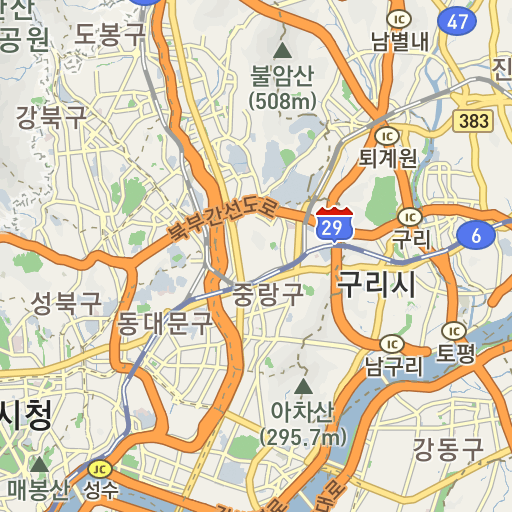 산
공원
도봉구
IC
남별내
47
진
불암산
(508m)
383
강북구
IC
퇴계원
북부간선도로
29
IC
구리
6
성북구
중랑구
구리시
동대문구
IC
남구리
IC
토평
시청
아차산
(295.7m)
강동구
매봉산
JC
성수
대로